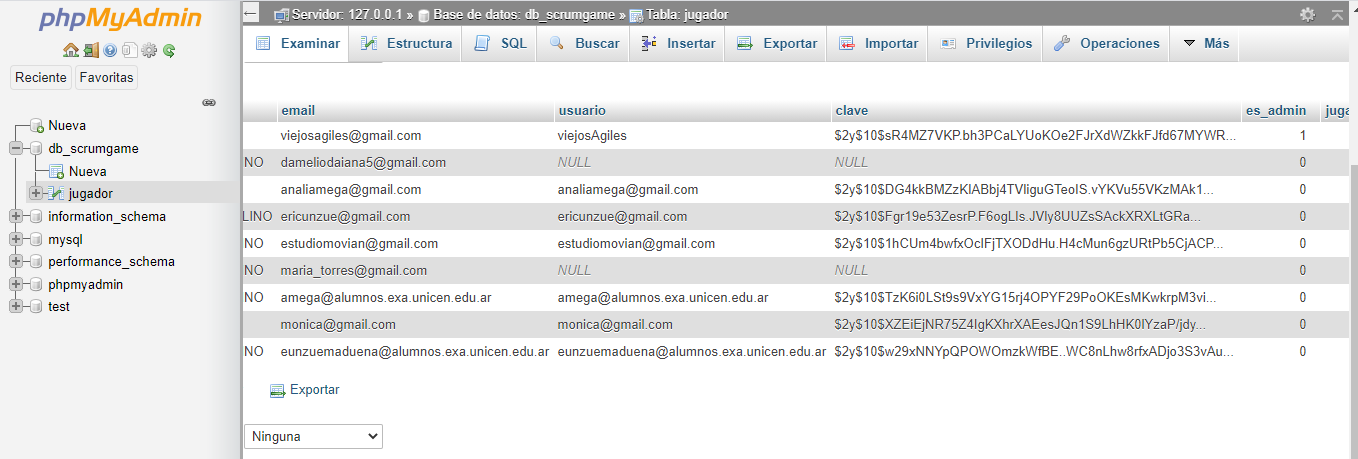 phpMyAdmin
Reciente Favoritas
Nueva
db_scrumgame
Nueva
jugador
information_schema
mysql
performance_schema
phpmyadmin
test
Servidor: 127.0.0.1 » Base de datos: db_scrumgame » Tabla: jugador
Examinar Estructura SQL Buscar Insertar Exportar Importar Privilegios Operaciones Más
email usuario clave es_admin juga
viejosagiles@gmail.com viejosAgiles $2y$10$sR4MZ7VKP.bh3PCaLYUoKOe2FJrXdWZkkFJfd67MYWR... 1
NO dameliodaiana5@gmail.com NULL NULL 0
analiamega@gmail.com analiamega@gmail.com $2y$10$DG4kkBMZzKIABbj4TVIiguGTeoIS.vYKVu55VKzMAk1... 0
LINO ericunzue@gmail.com ericunzue@gmail.com $2y$10$Fgr19e53ZesrP.F6ogLIs.JVly8UUZsSAckXRXLtGRa... 0
NO estudiomovian@gmail.com estudiomovian@gmail.com $2y$10$1hCUm4bwfxOclFjTXODdHu.H4cMun6gzURtPb5CjACP... 0
maria_torres@gmail.com NULL NULL 0
NO amega@alumnos.exa.unicen.edu.ar amega@alumnos.exa.unicen.edu.ar $2y$10$TzK6i0LSt9s9VxYG15rj4OPYF29PoOKEsMKwkrpM3vi... 0
monica@gmail.com monica@gmail.com $2y$10$XZEiEjNR75Z4IgKXhrXAEesJQn1S9LhHK0lYzaP/jdy... 0
NO eunzuemaduena@alumnos.exa.unicen.edu.ar eunzuemaduena@alumnos.exa.unicen.edu.ar $2y$10$w29xNNYpQPOWOmzkWfBE..WC8nLhw8rfxADjo3S3vAu... 0
Exportar
Ninguna